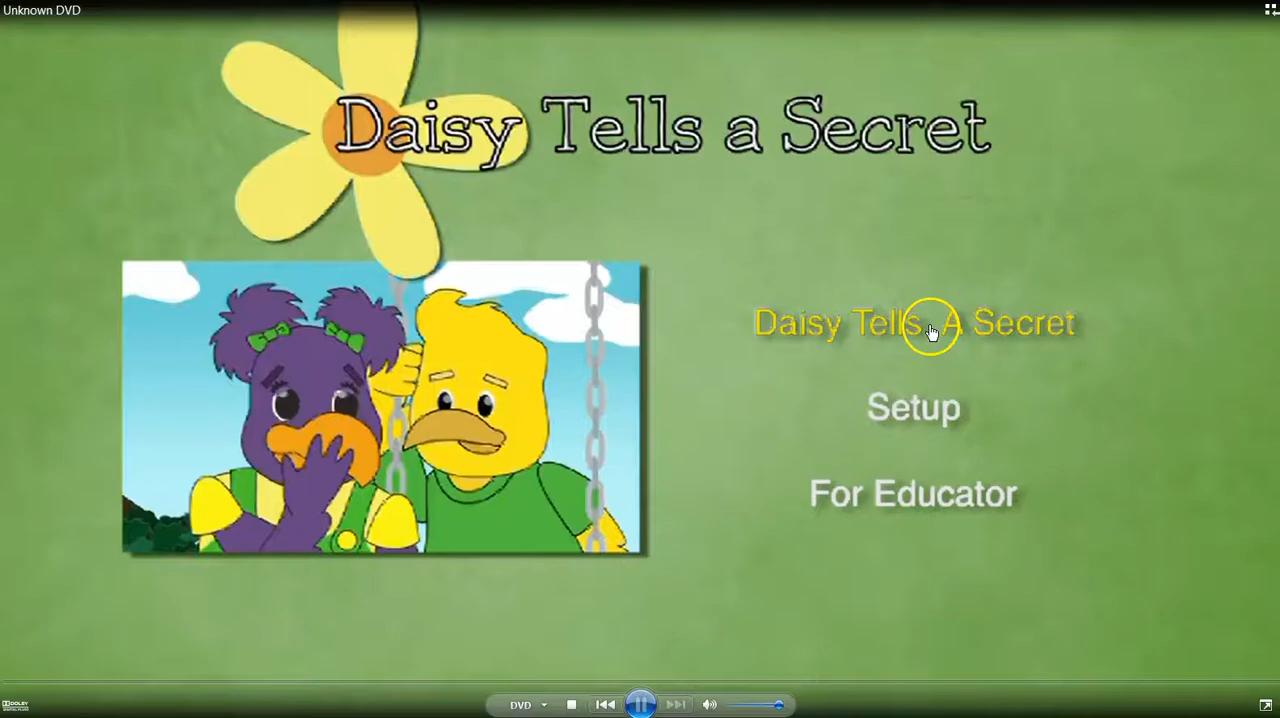 Unknown DVD
Daisy Tells a Secret
Daisy Tells A Secret
Setup
For Educator
DVD